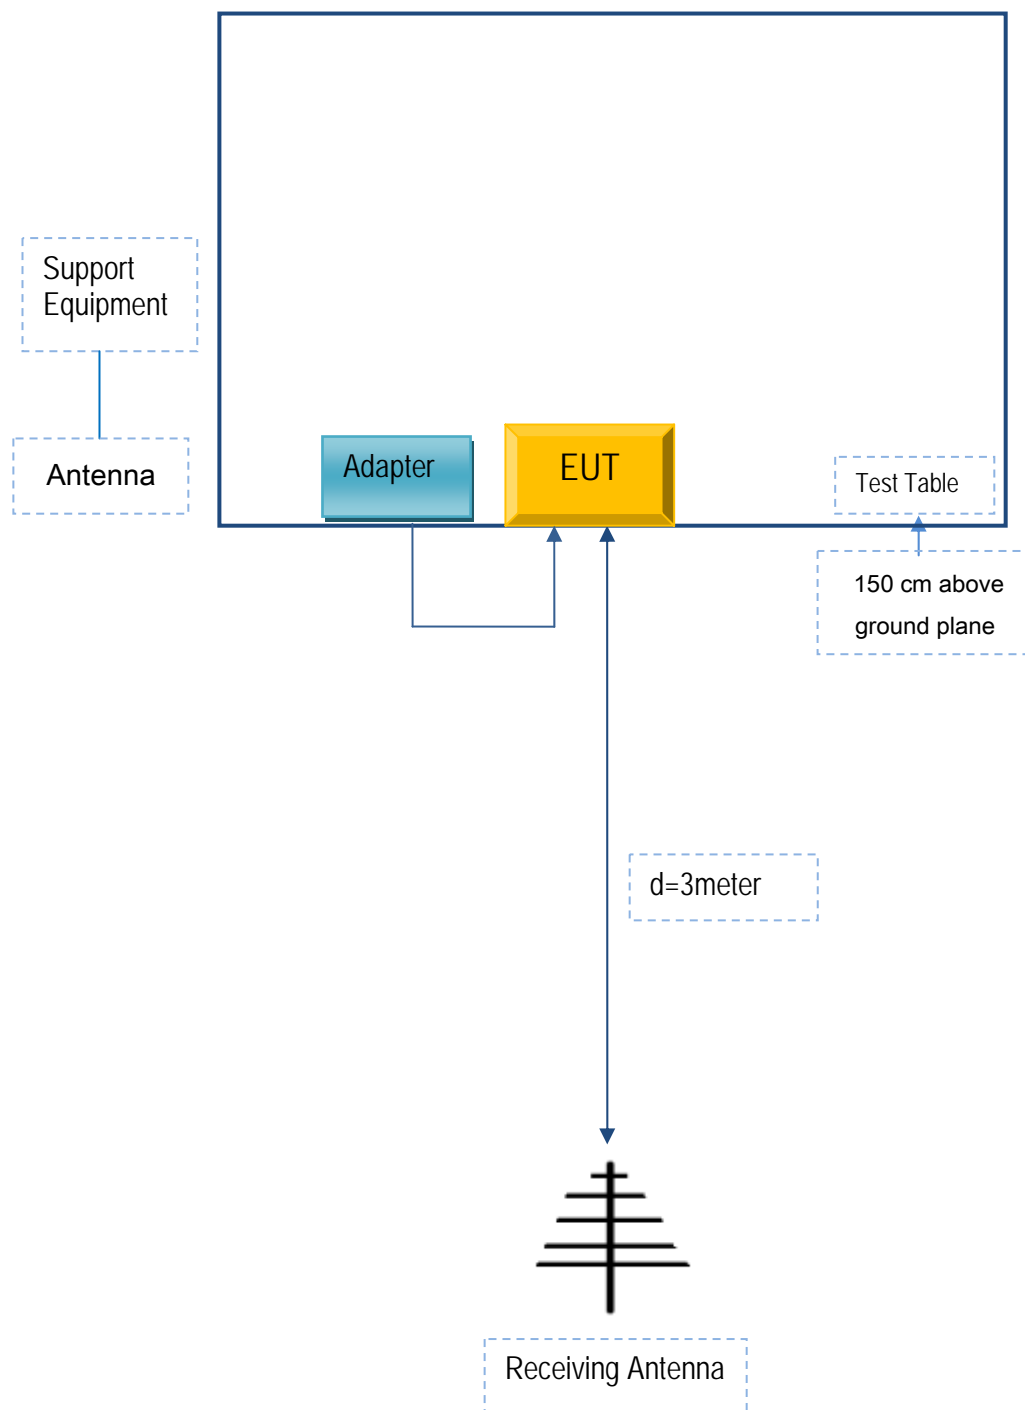 Support
Equipment
Antenna
Adapter
EUT
Test Table
150 cm above
ground plane
d=3meter
Receiving Antenna